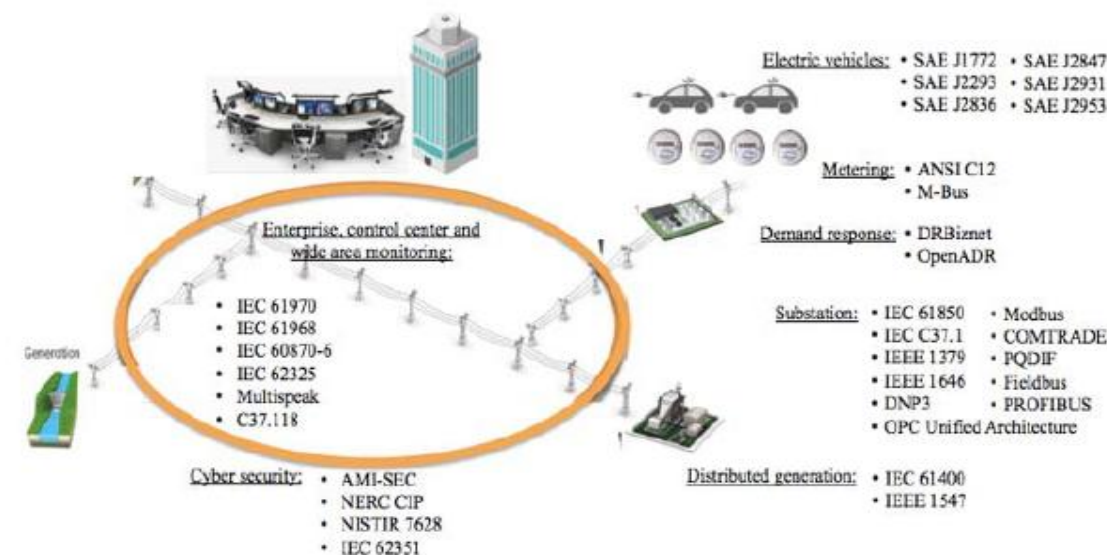 Electric vehicles: • SAE J1772 • SAE J2847
• SAE J2293 • SAE J2931
• SAE J2836 • SAE J2953
Metering: • ANSI C12
• M-Bus
Enterprise, control center and
wide area monitoring:
Demand response: • DRBiznet
• OpenADR
• IEC 61970
• IEC 61968
• IEC 60870-6
• IEC 62325
• Multispeak
• C37.118
Generation
Substation: • IEC 61850 • Modbus
• IEC C37.1 • COMTRADE
• IEEE 1379 • PQDIF
• IEEE 1646 • Fieldbus
• DNP3 • PROFIBUS
• OPC Unified Architecture
Cyber security: • AMI-SEC
• NERC CIP
• NISTIR 7628
• IEC 62351
Distributed generation: • IEC 61400
• IEEE 1547